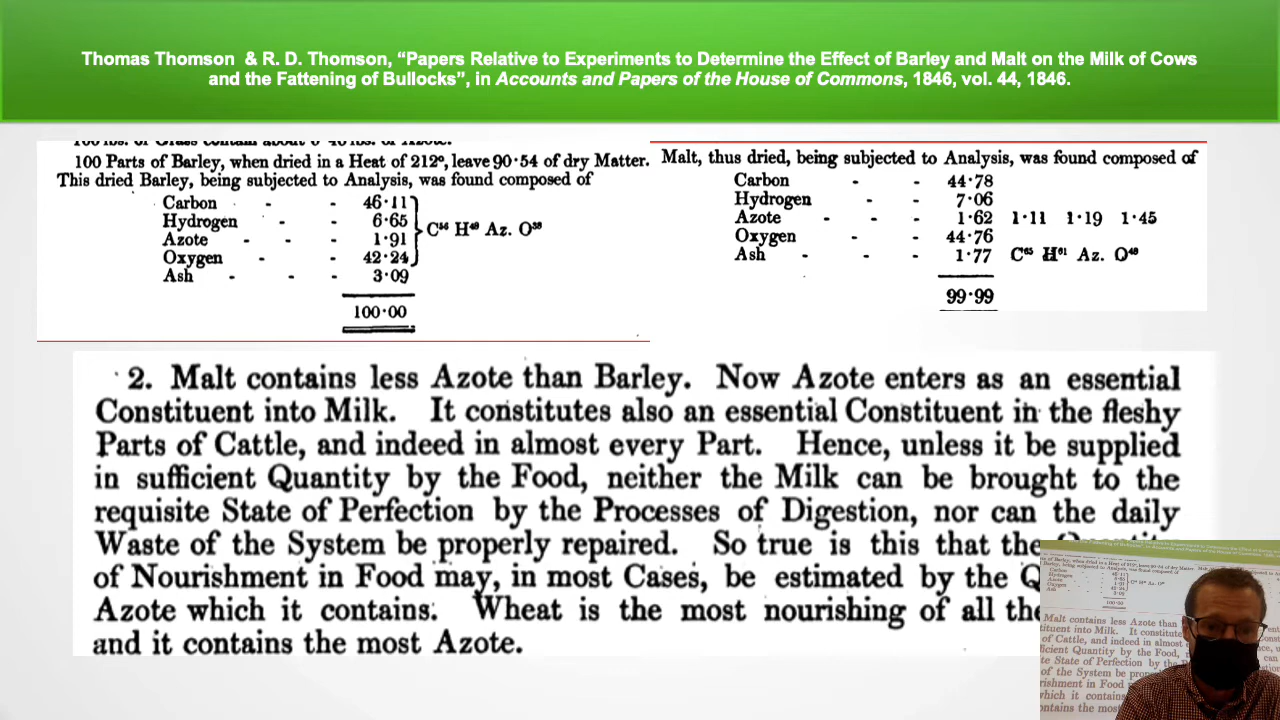 Thomas Thomson & R. D. Thomson, “Papers Relative to Experiments to Determine the Effect of Barley and Malt on the Milk of Cows
and the Fattening of Bullocks”, in Accounts and Papers of the House of Commons, 1846, vol. 44, 1846.
100 Parts of Barley, when dried in a Heat of 212°, leave 90·54 of dry Matter.
This dried Barley, being subjected to Analysis, was found composed of
Carbon - - 46·11
Hydrogen - - 6·65
Azote - - - 1·91
Oxygen - - 42·24
Ash - - - 3·09
C H Az. O
100·00
Malt, thus dried, being subjected to Analysis, was found composed of
Carbon - - 44·78
Hydrogen - - 7·06
Azote - - - 1·62 1·11 1·19 1·45
Oxygen - - 44·76
Ash - - - 1·77 C H Az. O
99·99
2. Malt contains less Azote than Barley. Now Azote enters as an essential
Constituent into Milk. It constitutes also an essential Constituent in the fleshy
Parts of Cattle, and indeed in almost every Part. Hence, unless it be supplied
in sufficient Quantity by the Food, neither the Milk can be brought to the
requisite State of Perfection by the Processes of Digestion, nor can the daily
Waste of the System be properly repaired. So true is this that the
of Nourishment in Food may, in most Cases, be estimated by the Q
Azote which it contains. Wheat is the most nourishing of all the
and it contains the most Azote.